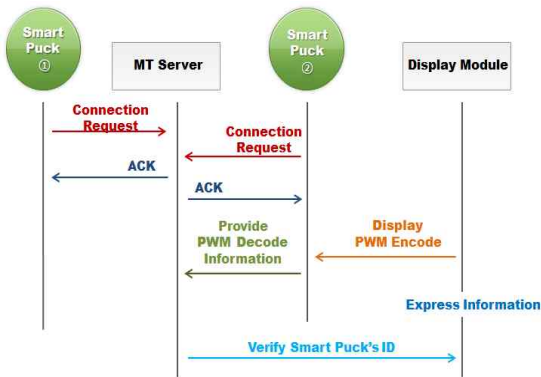 Smart
Puck
①
MT Server
Smart
Puck
②
Display Module
Connection
Request
Connection
Request
ACK
ACK
Provide
PWM Decode
Information
Display
PWM Encode
Express Information
Verify Smart Puck's ID